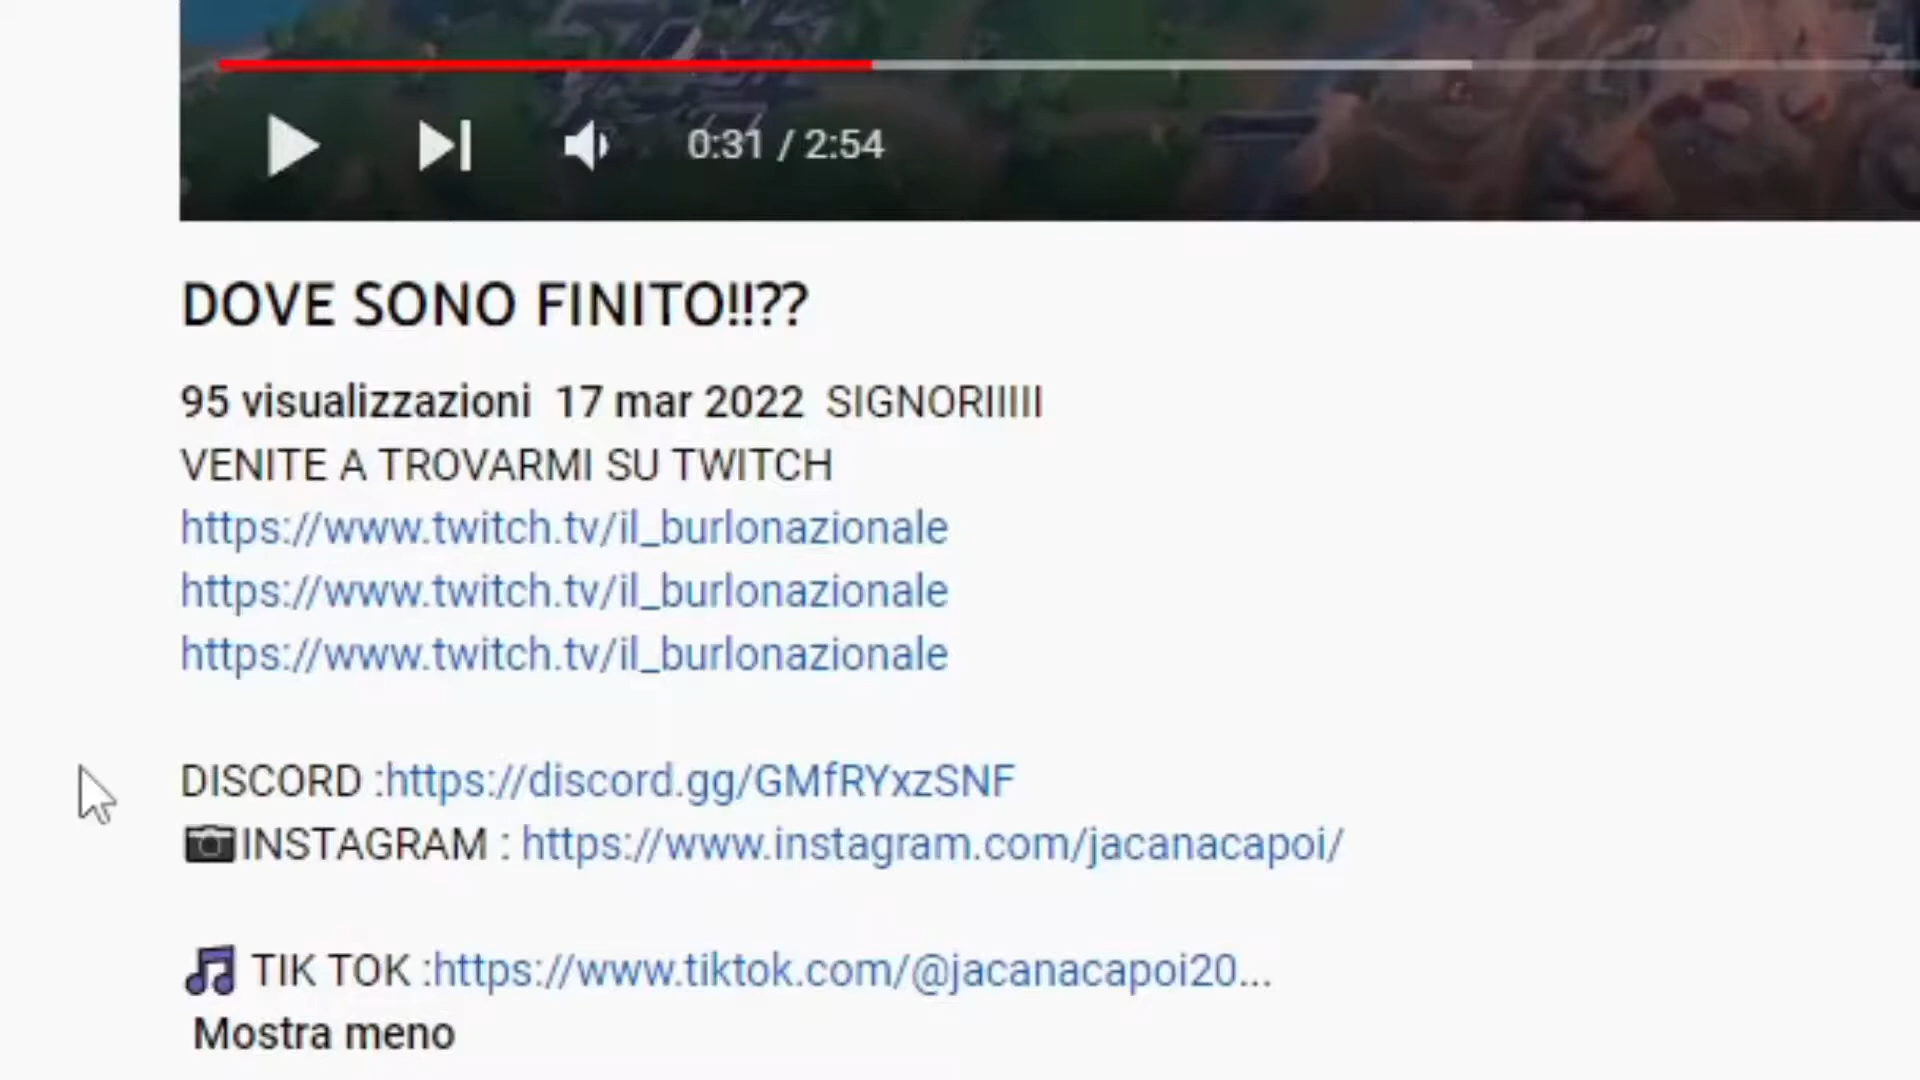 0:31 / 2:54
DOVE SONO FINITO!!??
95 visualizzazioni 17 mar 2022 SIGNORIIIII
VENITE A TROVARMI SU TWITCH
https://www.twitch.tv/il_burlonazionale
https://www.twitch.tv/il_burlonazionale
https://www.twitch.tv/il_burlonazionale
DISCORD :https://discord.gg/GMfRYxzSNF
📷INSTAGRAM : https://www.instagram.com/jacanacapoi/
🎵 TIK TOK :https://www.tiktok.com/@jacanacapoi20...
Mostra meno